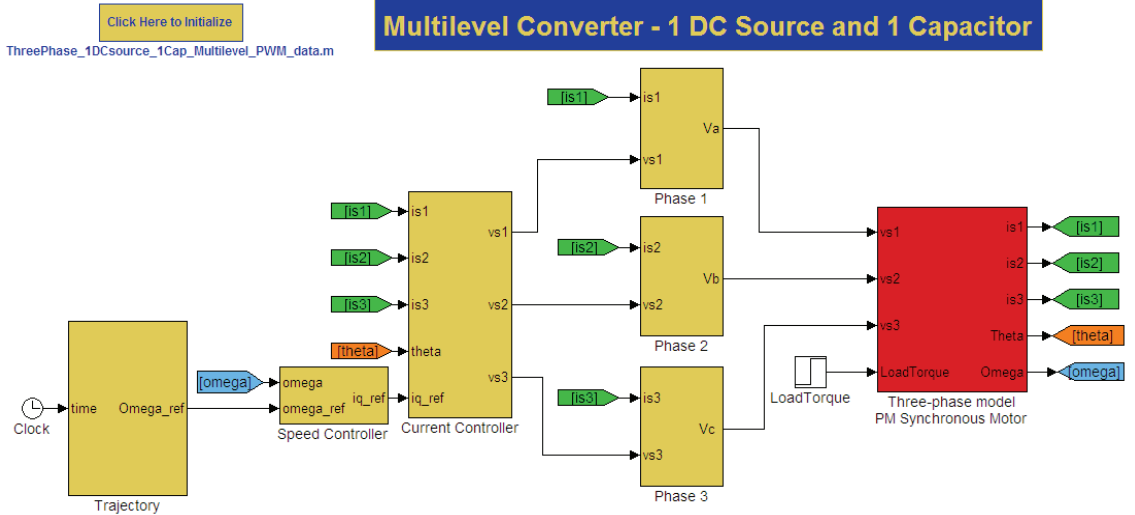 Click Here to Initialize
ThreePhase_1DCsource_1Cap_Multilevel_PWM_data.m
Multilevel Converter - 1 DC Source and 1 Capacitor
Clock
time
Omega_ref
Trajectory
[omega]
omega
omega_ref
iq_ref
Speed Controller
[is1]
[is2]
[is3]
[theta]
is1
is2
is3
theta
iq_ref
vs1
vs2
vs3
Current Controller
[is1]
is1
vs1
Va
Phase 1
[is2]
is2
vs2
Vb
Phase 2
[is3]
is3
vs3
Vc
Phase 3
LoadTorque
vs1
vs2
vs3
LoadTorque
is1
is2
is3
Theta
Omega
Three-phase model
PM Synchronous Motor
[is1]
[is2]
[is3]
[theta]
[omega]